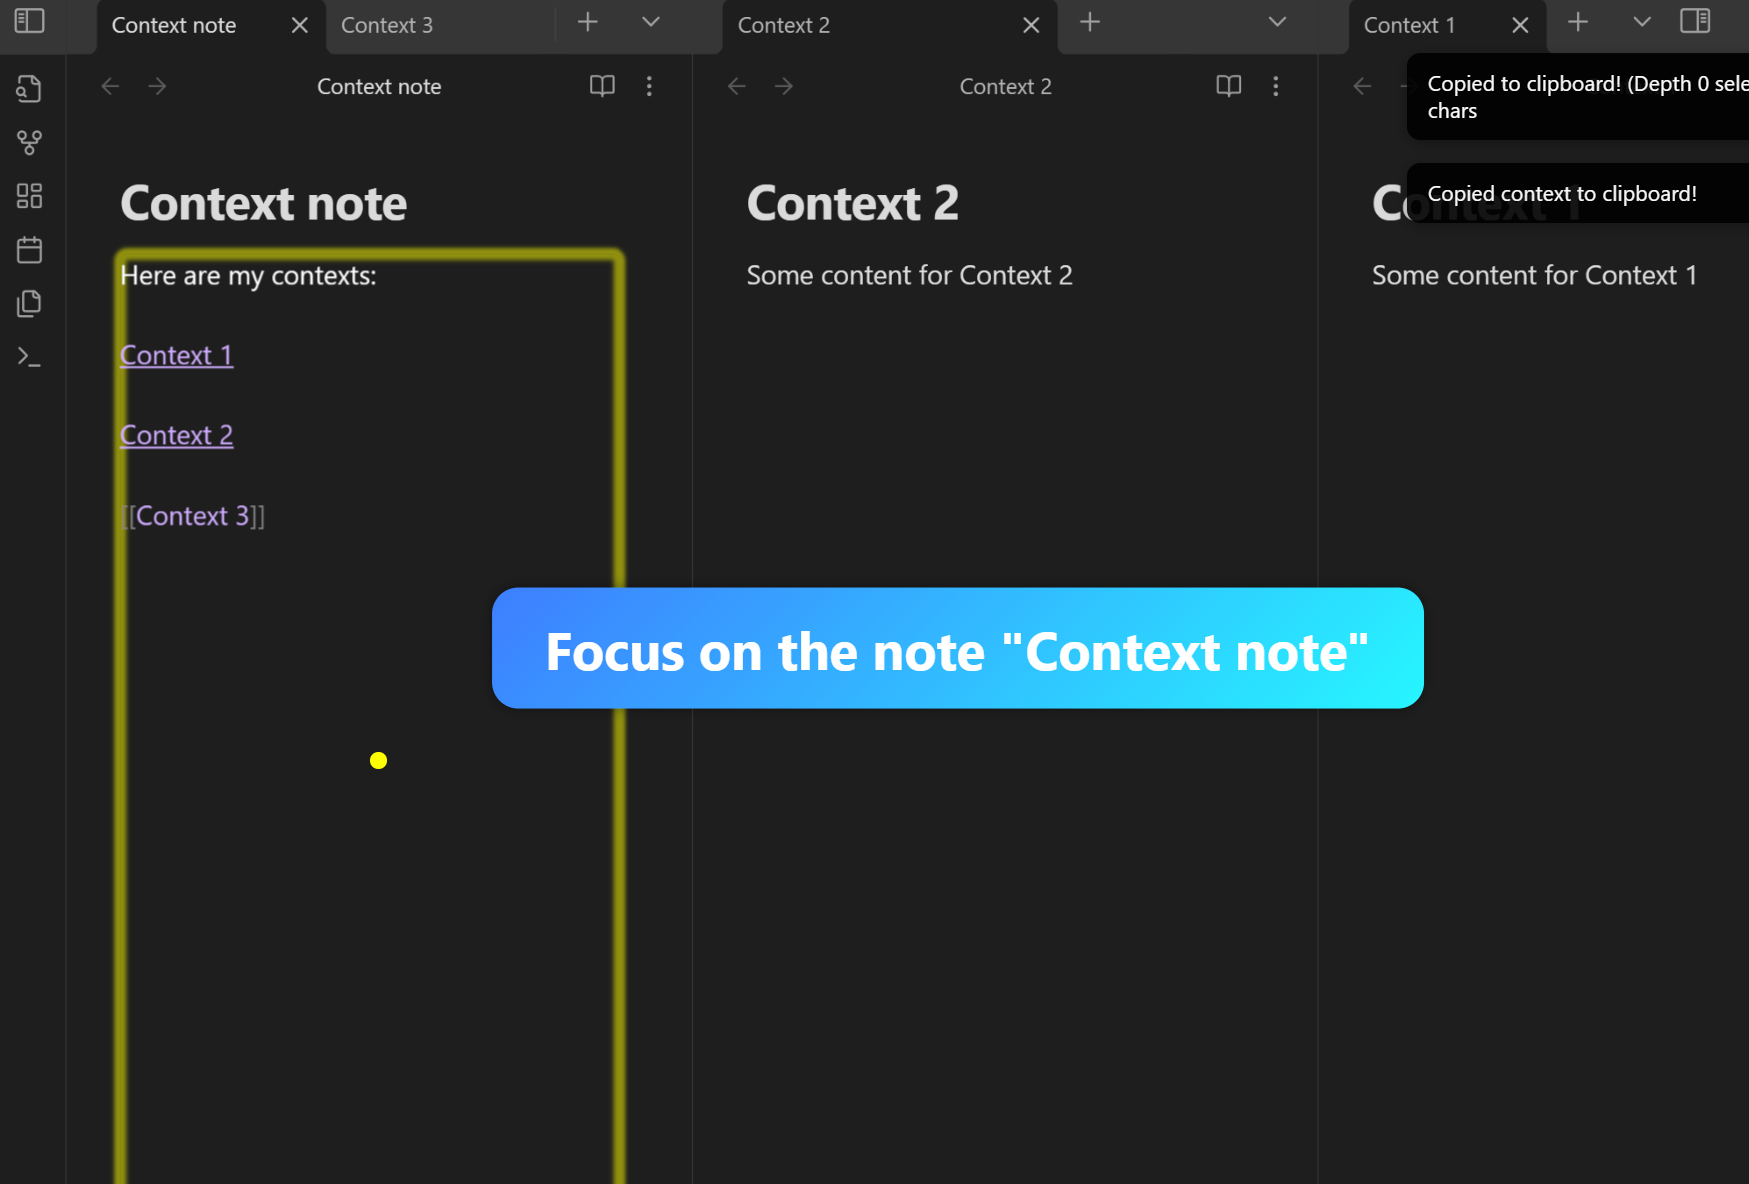 Context note
Context 3
Context 2
Context 1
Context note
Context 2
Copied to clipboard! (Depth 0 sele
chars
Copied context to clipboard!
Context note
Here are my contexts:
Context 1
Context 2
[[Context 3]]
Context 2
Some content for Context 2
Context 1
Some content for Context 1
Focus on the note "Context note"